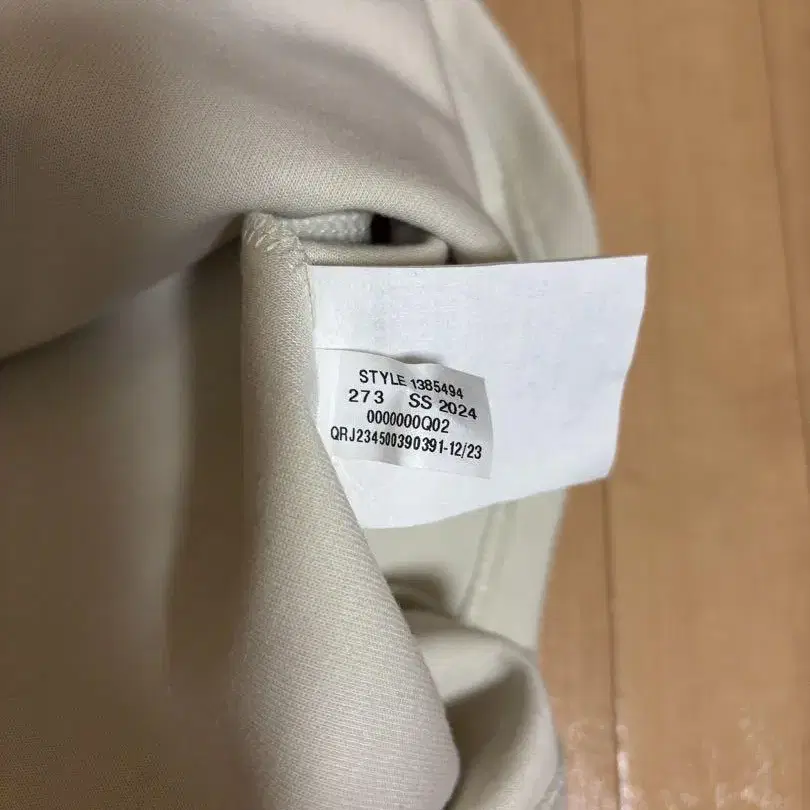 STYLE 1385494
273 SS 2024
0000000Q02
QRJ234500390391-12/23